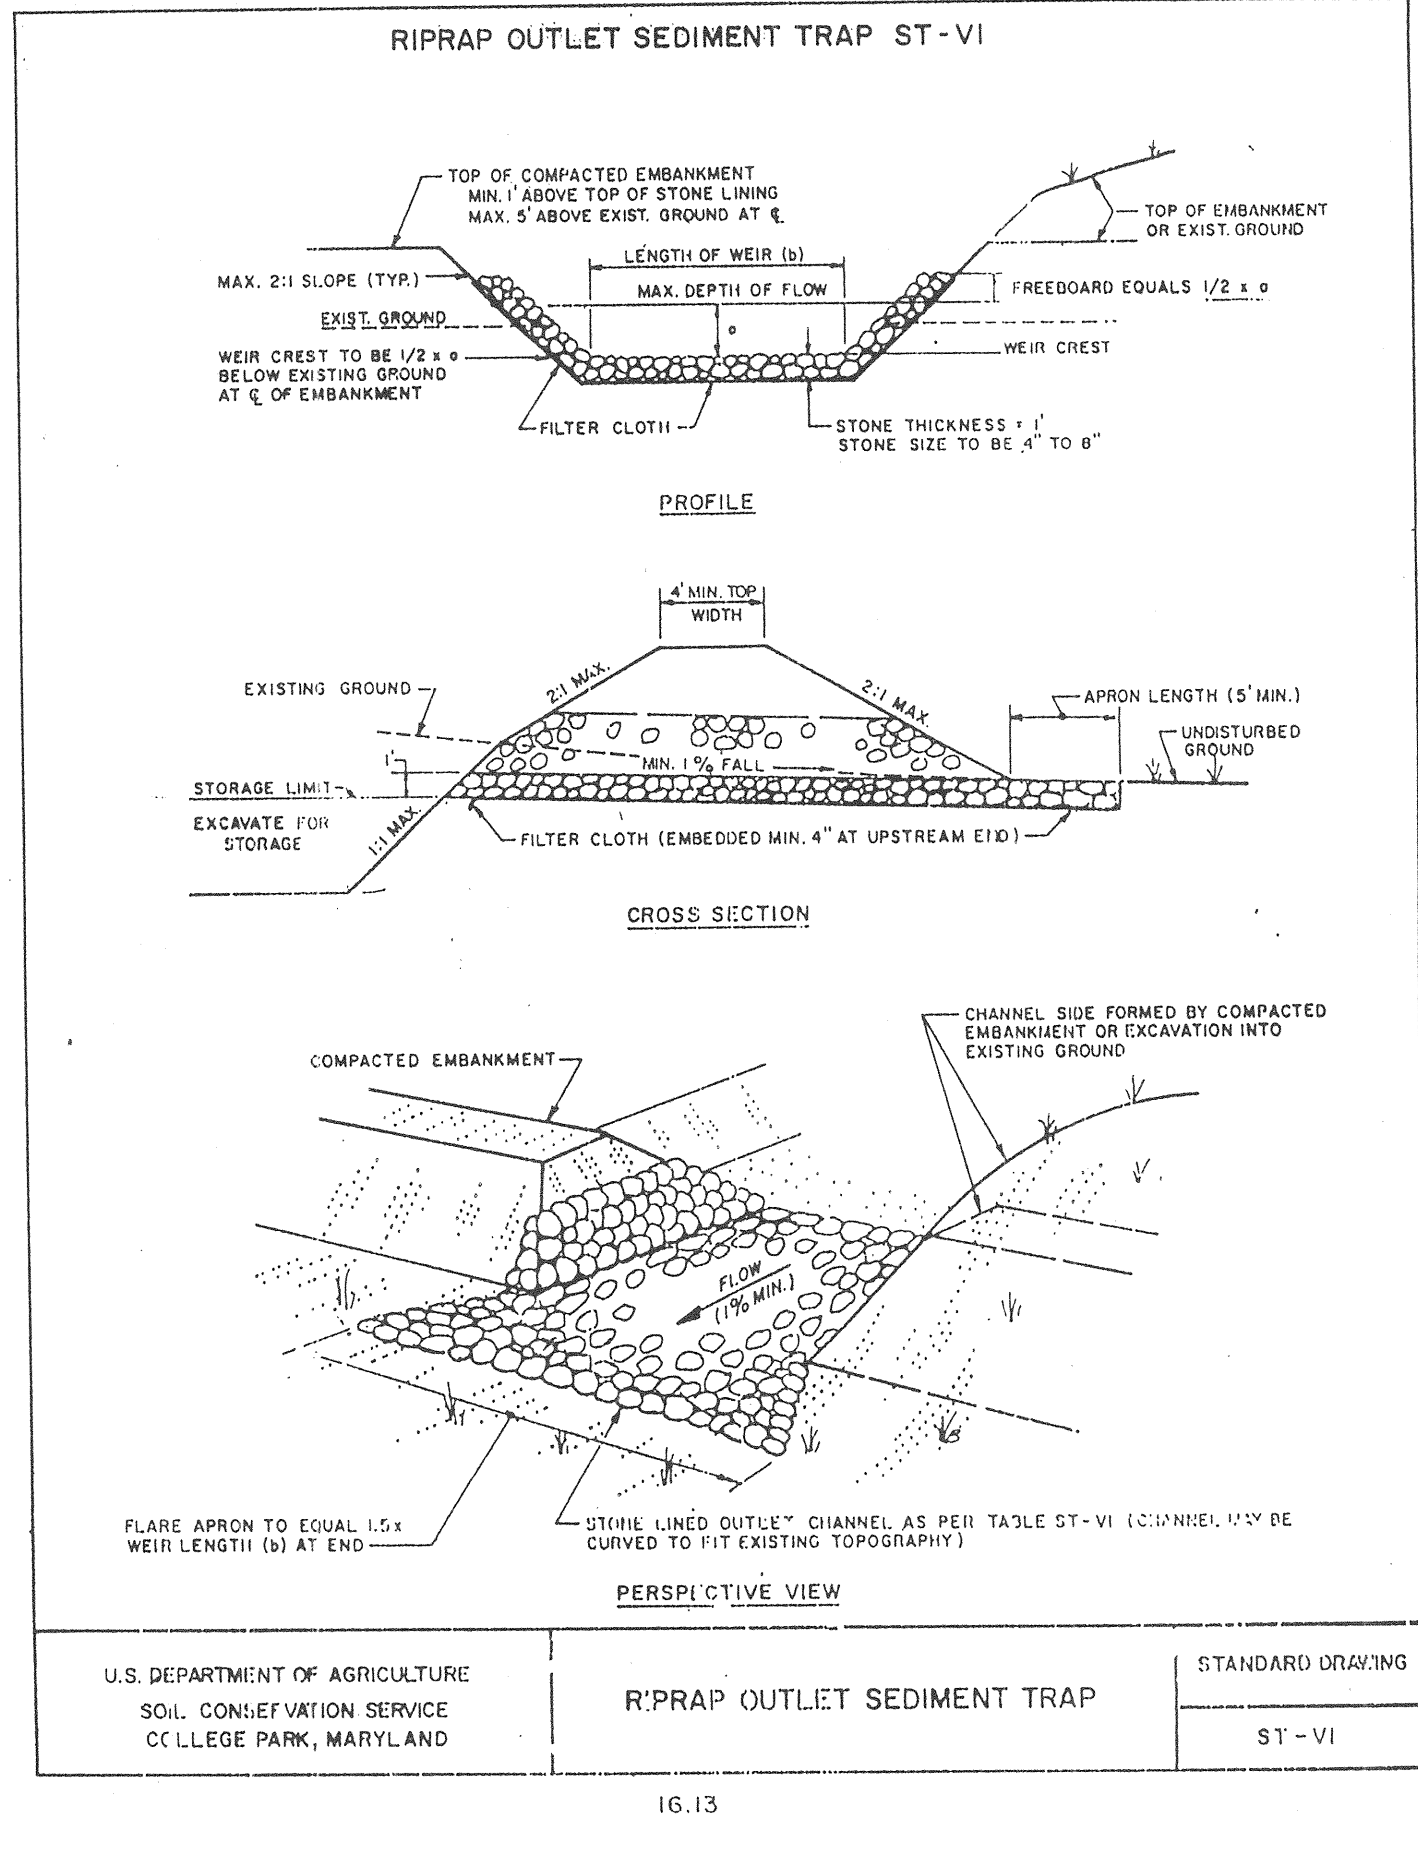 RIPRAP OUTLET SEDIMENT TRAP ST-VI
TOP OF COMPACTED EMBANKMENT
MIN. 1' ABOVE TOP OF STONE LINING
MAX. 5' ABOVE EXIST. GROUND AT ℄
TOP OF EMBANKMENT
OR EXIST. GROUND
LENGTH OF WEIR (b)
MAX. 2:1 SLOPE (TYP.)
MAX. DEPTH OF FLOW
FREEBOARD EQUALS 1/2 x a
EXIST. GROUND
a
WEIR CREST TO BE 1/2 x a
BELOW EXISTING GROUND
AT ℄ OF EMBANKMENT
WEIR CREST
FILTER CLOTH
STONE THICKNESS = 1'
STONE SIZE TO BE 4" TO 8"
PROFILE
4' MIN. TOP
WIDTH
2:1 MAX.
2:1 MAX.
EXISTING GROUND
APRON LENGTH (5' MIN.)
UNDISTURBED
GROUND
1'
MIN. 1% FALL
STORAGE LIMIT
EXCAVATE FOR
STORAGE
1:1 MAX.
FILTER CLOTH (EMBEDDED MIN. 4" AT UPSTREAM END)
CROSS SECTION
CHANNEL SIDE FORMED BY COMPACTED
EMBANKMENT OR EXCAVATION INTO
EXISTING GROUND
COMPACTED EMBANKMENT
FLOW
(1% MIN.)
FLARE APRON TO EQUAL 1.5 x
WEIR LENGTH (b) AT END
STONE LINED OUTLET CHANNEL AS PER TABLE ST-VI (CHANNEL MAY BE
CURVED TO FIT EXISTING TOPOGRAPHY)
PERSPECTIVE VIEW
U.S. DEPARTMENT OF AGRICULTURE
SOIL CONSERVATION SERVICE
COLLEGE PARK, MARYLAND
RIPRAP OUTLET SEDIMENT TRAP
STANDARD DRAWING
ST-VI
16.13